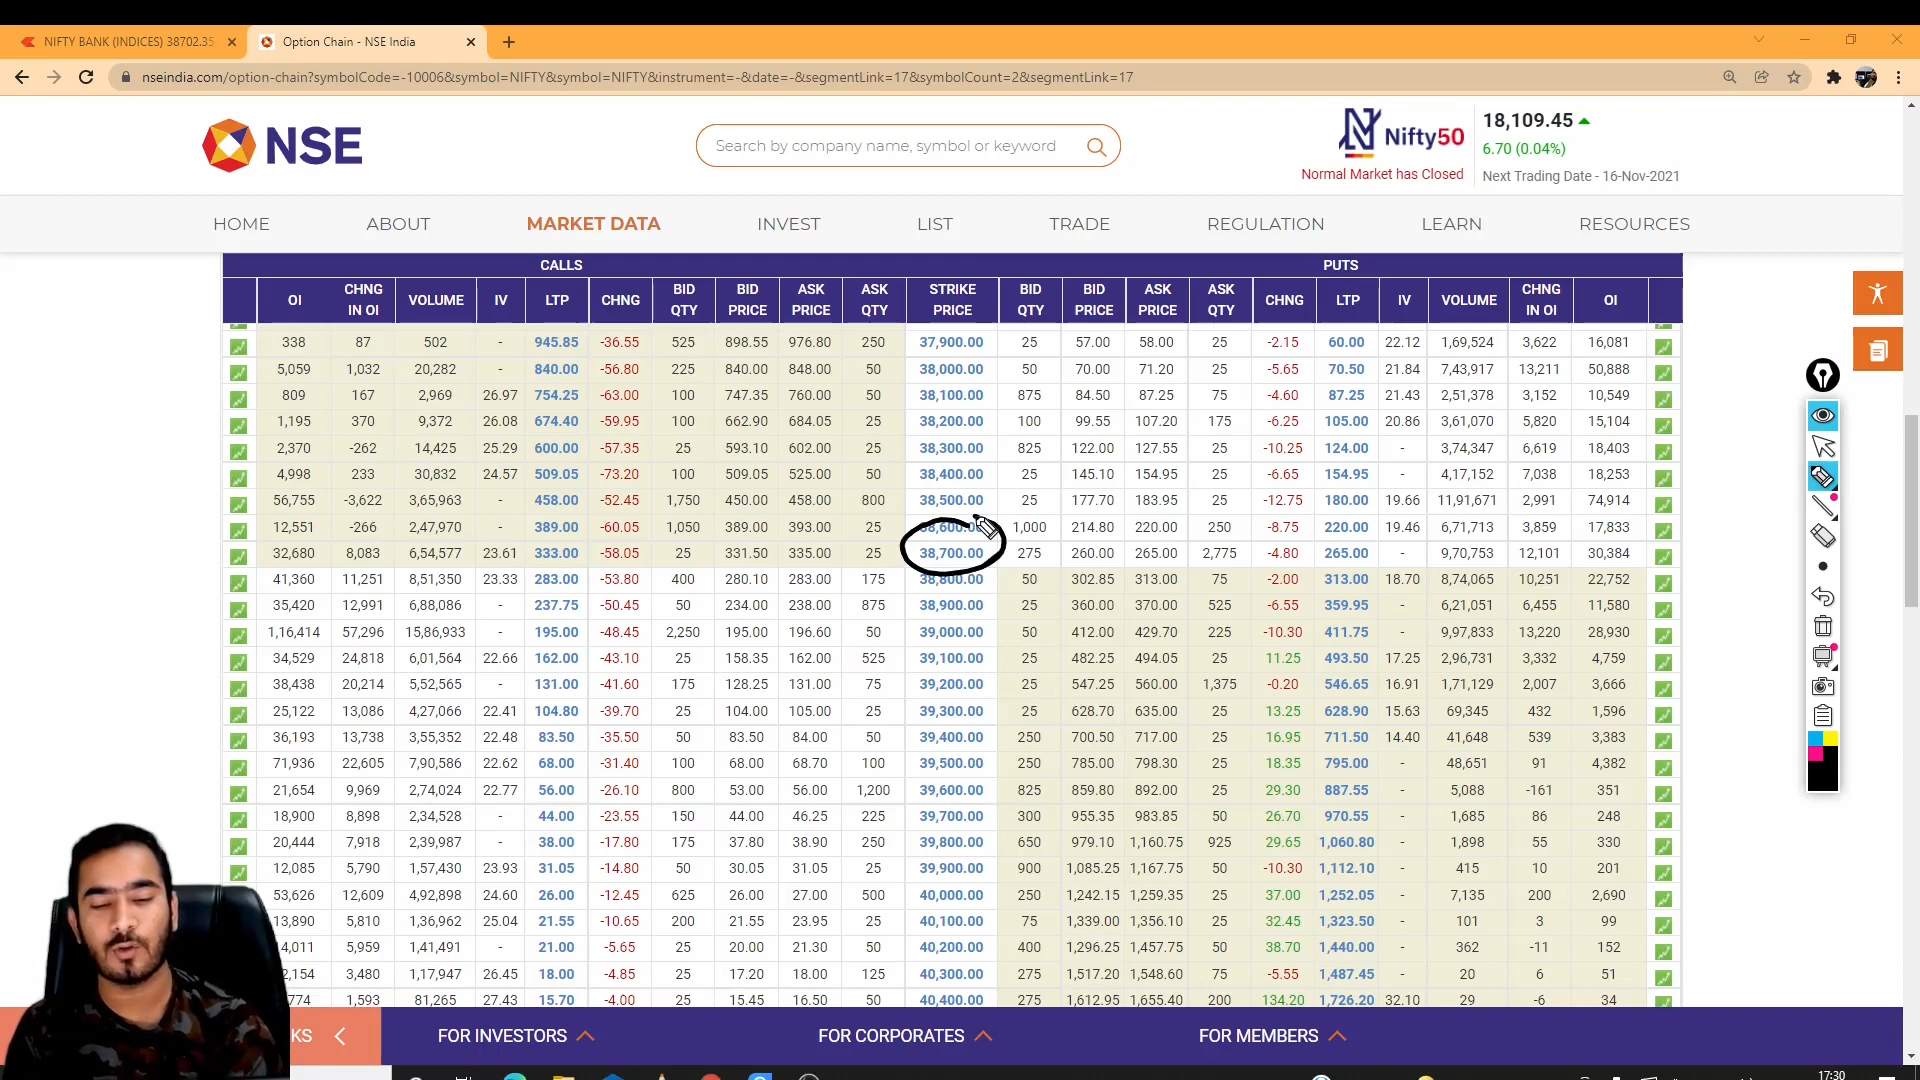 NIFTY BANK (INDICES) 38702.35
Option Chain - NSE India
nseindia.com/option-chain?symbolCode=-10006&symbol=NIFTY&symbol=NIFTY&instrument=-&date=-&segmentLink=17&symbolCount=2&segmentLink=17
NSE
Search by company name, symbol or keyword
Nifty50
18,109.45
6.70 (0.04%)
Normal Market has Closed
Next Trading Date - 16-Nov-2021
HOME ABOUT MARKET DATA INVEST LIST TRADE REGULATION LEARN RESOURCES
CALLS PUTS
OI CHNG IN OI VOLUME IV LTP CHNG BID QTY BID PRICE ASK PRICE ASK QTY STRIKE PRICE BID QTY BID PRICE ASK PRICE ASK QTY CHNG LTP IV VOLUME CHNG IN OI OI
338 87 502 - 945.85 -36.55 525 898.55 976.80 250 37,900.00 25 57.00 58.00 25 -2.15 60.00 22.12 1,69,524 3,622 16,081
5,059 1,032 20,282 - 840.00 -56.80 225 840.00 848.00 50 38,000.00 50 70.00 71.20 25 -5.65 70.50 21.84 7,43,917 13,211 50,888
809 167 2,969 26.97 754.25 -63.00 100 747.35 760.00 50 38,100.00 875 84.50 87.25 75 -4.60 87.25 21.43 2,51,378 3,152 10,549
1,195 370 9,372 26.08 674.40 -59.95 100 662.90 684.05 25 38,200.00 100 99.55 107.20 175 -6.25 105.00 20.86 3,61,070 5,820 15,104
2,370 -262 14,425 25.29 600.00 -57.35 25 593.10 602.00 25 38,300.00 825 122.00 127.55 25 -10.25 124.00 - 3,74,347 6,619 18,403
4,998 233 30,832 24.57 509.05 -73.20 100 509.05 525.00 50 38,400.00 25 145.10 154.95 25 -6.65 154.95 - 4,17,152 7,038 18,253
56,755 -3,622 3,65,963 - 458.00 -52.45 1,750 450.00 458.00 800 38,500.00 25 177.70 183.95 25 -12.75 180.00 19.66 11,91,671 2,991 74,914
12,551 -266 2,47,970 - 389.00 -60.05 1,050 389.00 393.00 25 38,600.00 1,000 214.80 220.00 250 -8.75 220.00 19.46 6,71,713 3,859 17,833
32,680 8,083 6,54,577 23.61 333.00 -58.05 25 331.50 335.00 25 38,700.00 275 260.00 265.00 2,775 -4.80 265.00 - 9,70,753 12,101 30,384
41,360 11,251 8,51,350 23.33 283.00 -53.80 400 280.10 283.00 175 38,800.00 50 302.85 313.00 75 -2.00 313.00 18.70 8,74,065 10,251 22,752
35,420 12,991 6,88,086 - 237.75 -50.45 50 234.00 238.00 875 38,900.00 25 360.00 370.00 525 -6.55 359.95 - 6,21,051 6,455 11,580
1,16,414 57,296 15,86,933 - 195.00 -48.45 2,250 195.00 196.60 50 39,000.00 50 412.00 429.70 225 -10.30 411.75 - 9,97,833 13,220 28,930
34,529 24,818 6,01,564 22.66 162.00 -43.10 25 158.35 162.00 525 39,100.00 25 482.25 494.05 25 11.25 493.50 17.25 2,96,731 3,332 4,759
38,438 20,214 5,52,565 - 131.00 -41.60 175 128.25 131.00 75 39,200.00 25 547.25 560.00 1,375 -0.20 546.65 16.91 1,71,129 2,007 3,666
25,122 13,086 4,27,066 22.41 104.80 -39.70 25 104.00 105.00 25 39,300.00 25 628.70 635.00 25 13.25 628.90 15.63 69,345 432 1,596
36,193 13,738 3,55,352 22.48 83.50 -35.50 50 83.50 84.00 50 39,400.00 250 700.50 717.00 25 16.95 711.50 14.40 41,648 539 3,383
71,936 22,605 7,90,586 22.62 68.00 -31.40 100 68.00 68.70 100 39,500.00 250 785.00 798.30 25 18.35 795.00 - 48,651 91 4,382
21,654 9,969 2,74,024 22.77 56.00 -26.10 800 53.00 56.00 1,200 39,600.00 825 859.80 892.00 25 29.30 887.55 - 5,088 -161 351
18,900 8,898 2,34,528 - 44.00 -23.55 150 44.00 46.25 225 39,700.00 300 955.35 983.85 50 26.70 970.55 - 1,685 86 248
20,444 7,918 2,39,987 - 38.00 -17.80 175 37.80 38.90 250 39,800.00 650 979.10 1,160.75 925 29.65 1,060.80 - 1,898 55 330
12,085 5,790 1,57,430 23.93 31.05 -14.80 50 30.05 31.05 25 39,900.00 900 1,085.25 1,167.75 50 -10.30 1,112.10 - 415 10 201
53,626 12,609 4,92,898 24.60 26.00 -12.45 625 26.00 27.00 500 40,000.00 250 1,242.15 1,259.35 25 37.00 1,252.05 - 7,135 200 2,690
13,890 5,810 1,36,962 25.04 21.55 -10.65 200 21.55 23.95 25 40,100.00 75 1,339.00 1,356.10 25 32.45 1,323.50 - 101 3 99
5,959 1,41,491 - 21.00 -5.65 25 20.00 21.30 50 40,200.00 400 1,296.25 1,457.75 50 38.70 1,440.00 - 362 -11 152
3,480 1,17,947 26.45 18.00 -4.85 25 17.20 18.00 125 40,300.00 275 1,517.20 1,548.60 75 -5.55 1,487.45 - 20 6 51
1,593 81,265 27.43 15.70 -4.00 25 15.45 16.50 50 40,400.00 275 1,612.95 1,655.40 200 134.20 1,726.20 32.10 29 -6 34
FOR INVESTORS FOR CORPORATES FOR MEMBERS
17:30